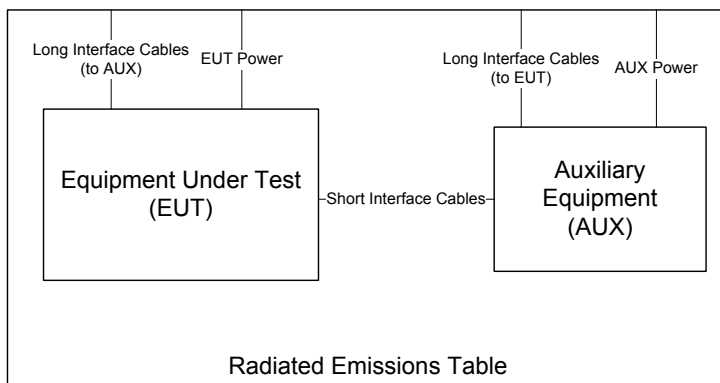 Long Interface Cables
(to AUX)
EUT Power
Long Interface Cables
(to EUT)
AUX Power
Equipment Under Test
(EUT)
Short Interface Cables
Auxiliary
Equipment
(AUX)
Radiated Emissions Table